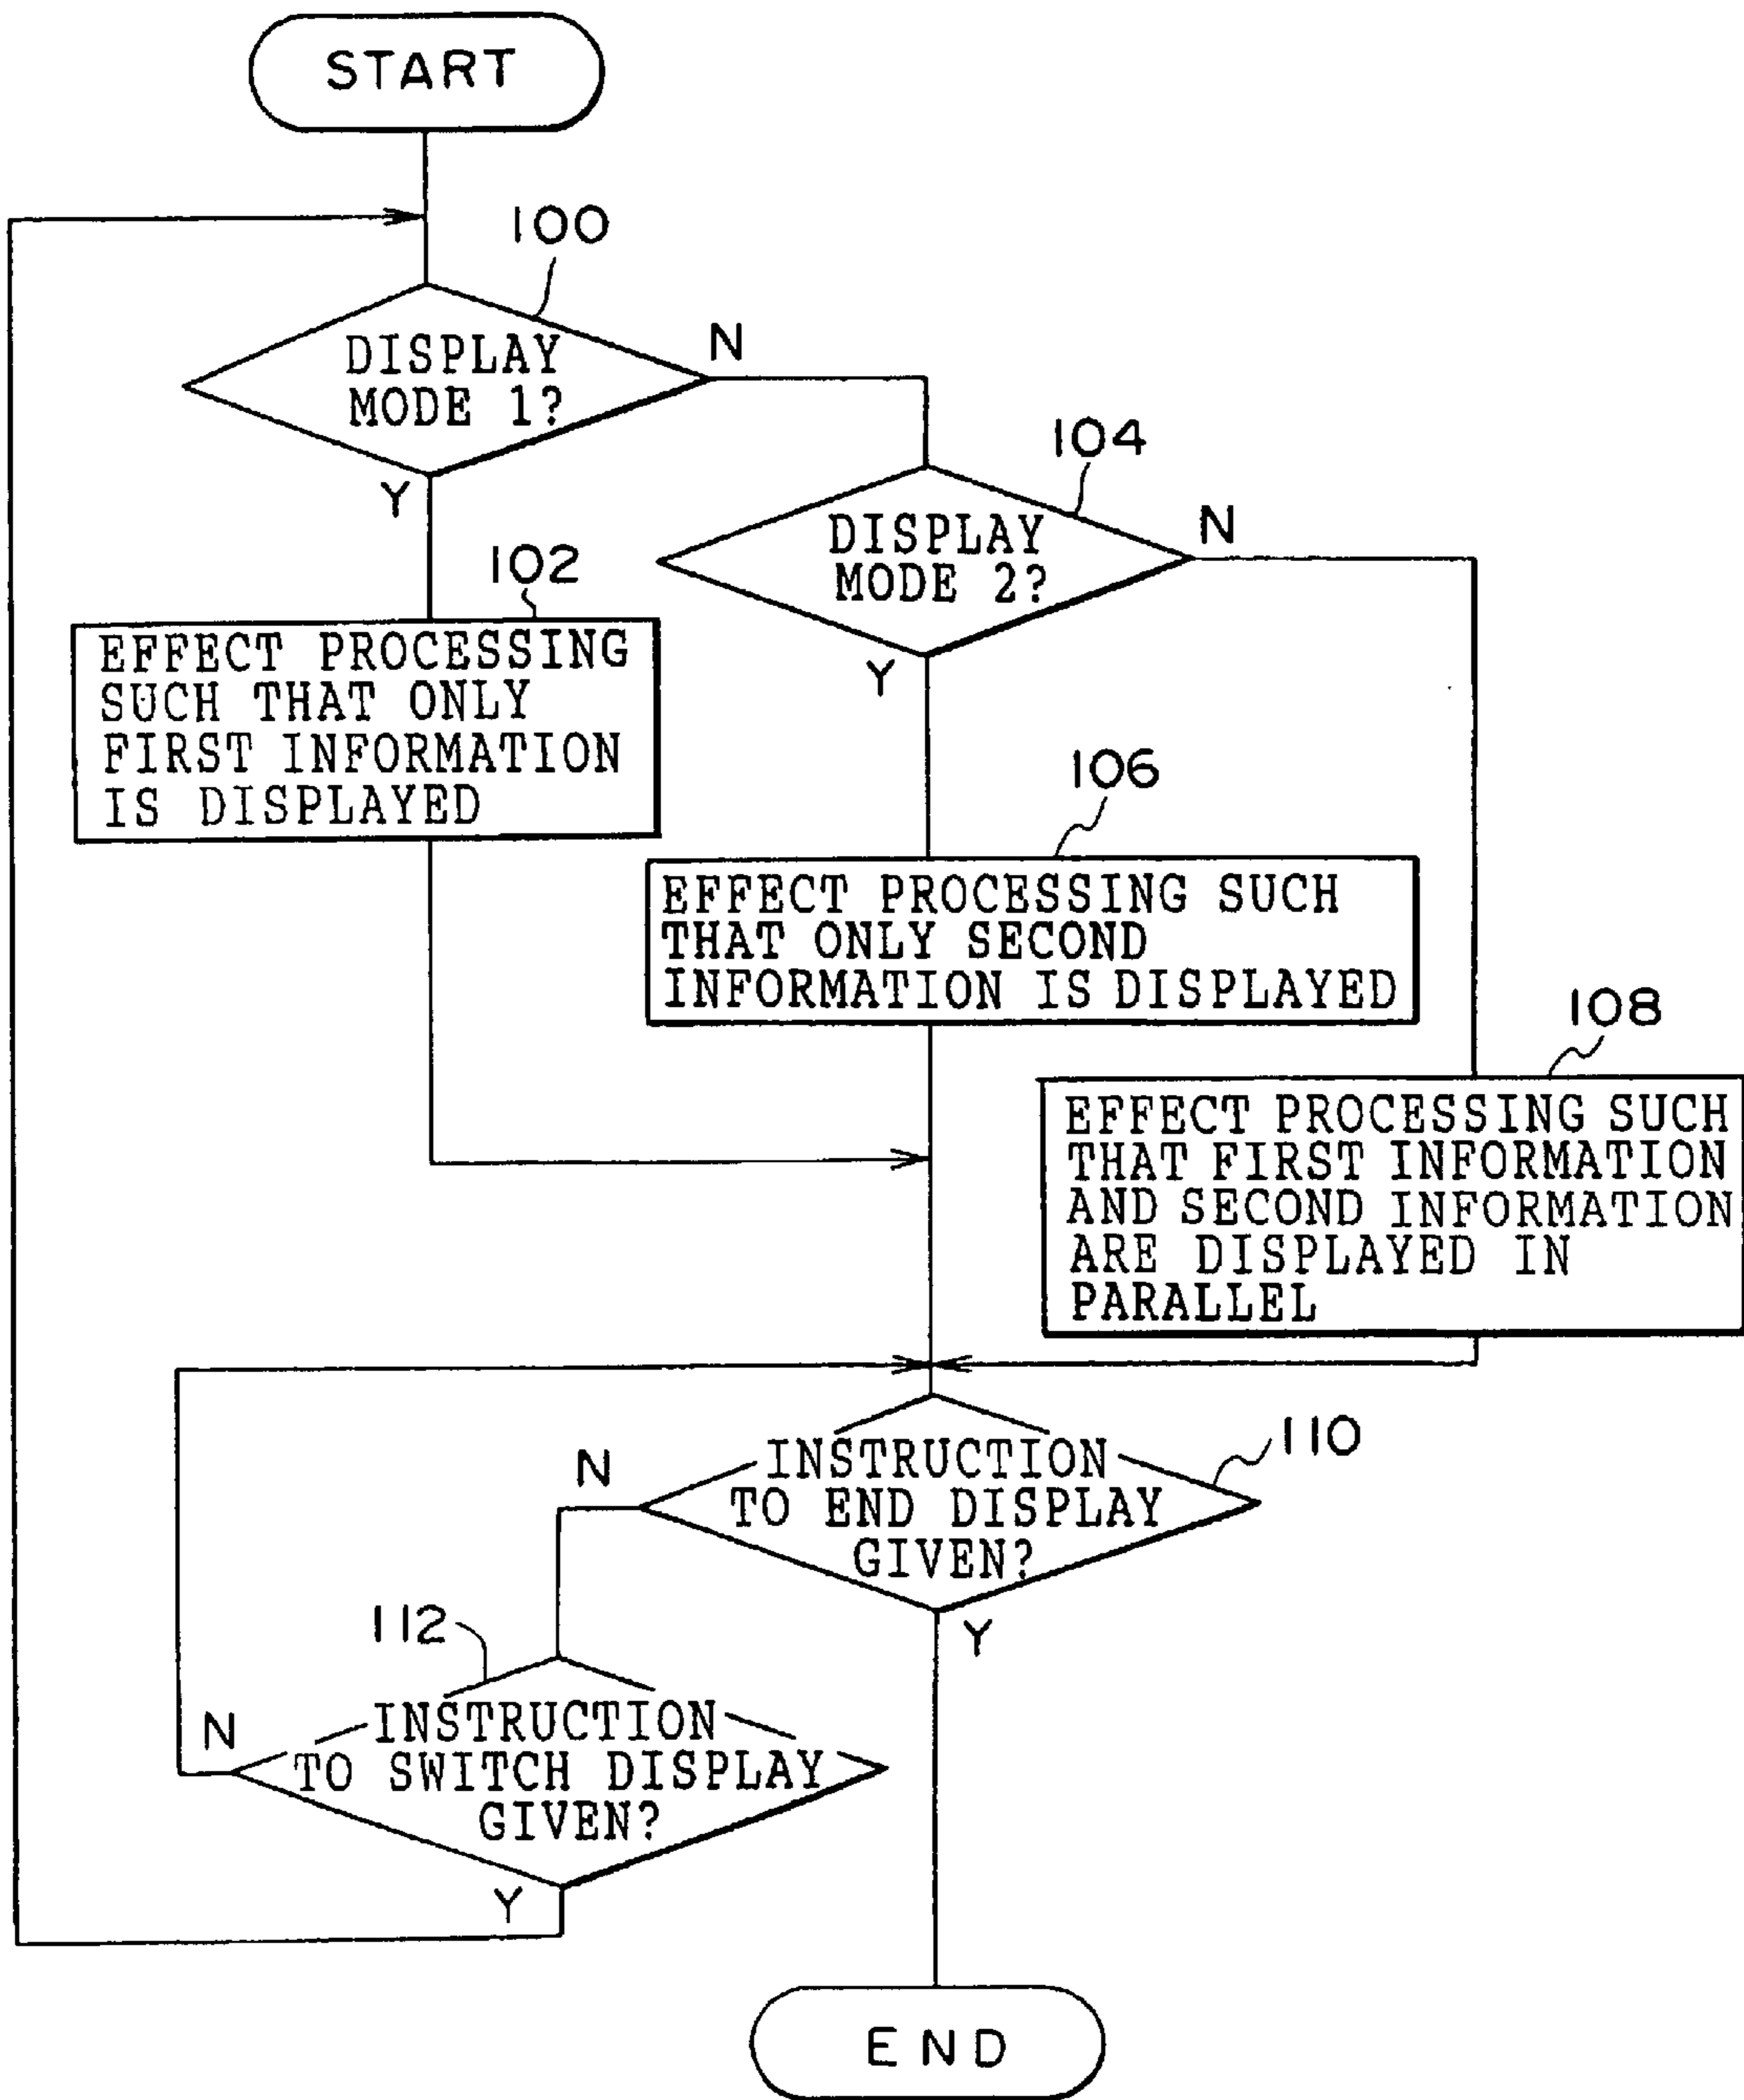 START
100
DISPLAY
MODE 1?
N
Y
104
DISPLAY
MODE 2?
N
Y
102
EFFECT PROCESSING
SUCH THAT ONLY
FIRST INFORMATION
IS DISPLAYED
106
EFFECT PROCESSING SUCH
THAT ONLY SECOND
INFORMATION IS DISPLAYED
108
EFFECT PROCESSING SUCH
THAT FIRST INFORMATION
AND SECOND INFORMATION
ARE DISPLAYED IN
PARALLEL
110
INSTRUCTION
TO END DISPLAY
GIVEN?
N
Y
112
INSTRUCTION
TO SWITCH DISPLAY
GIVEN?
N
Y
END